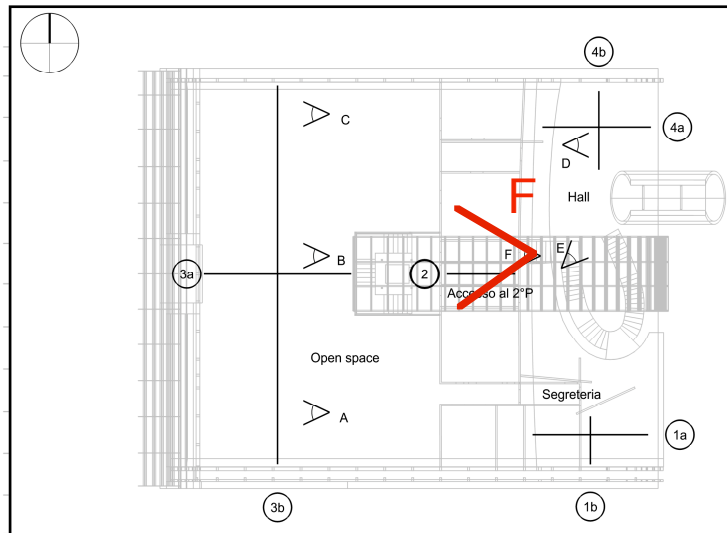 4b
C
4a
D
F
Hall
B
F
E
3a
2
Accesso al 2°P
Open space
Segreteria
A
1a
3b
1b